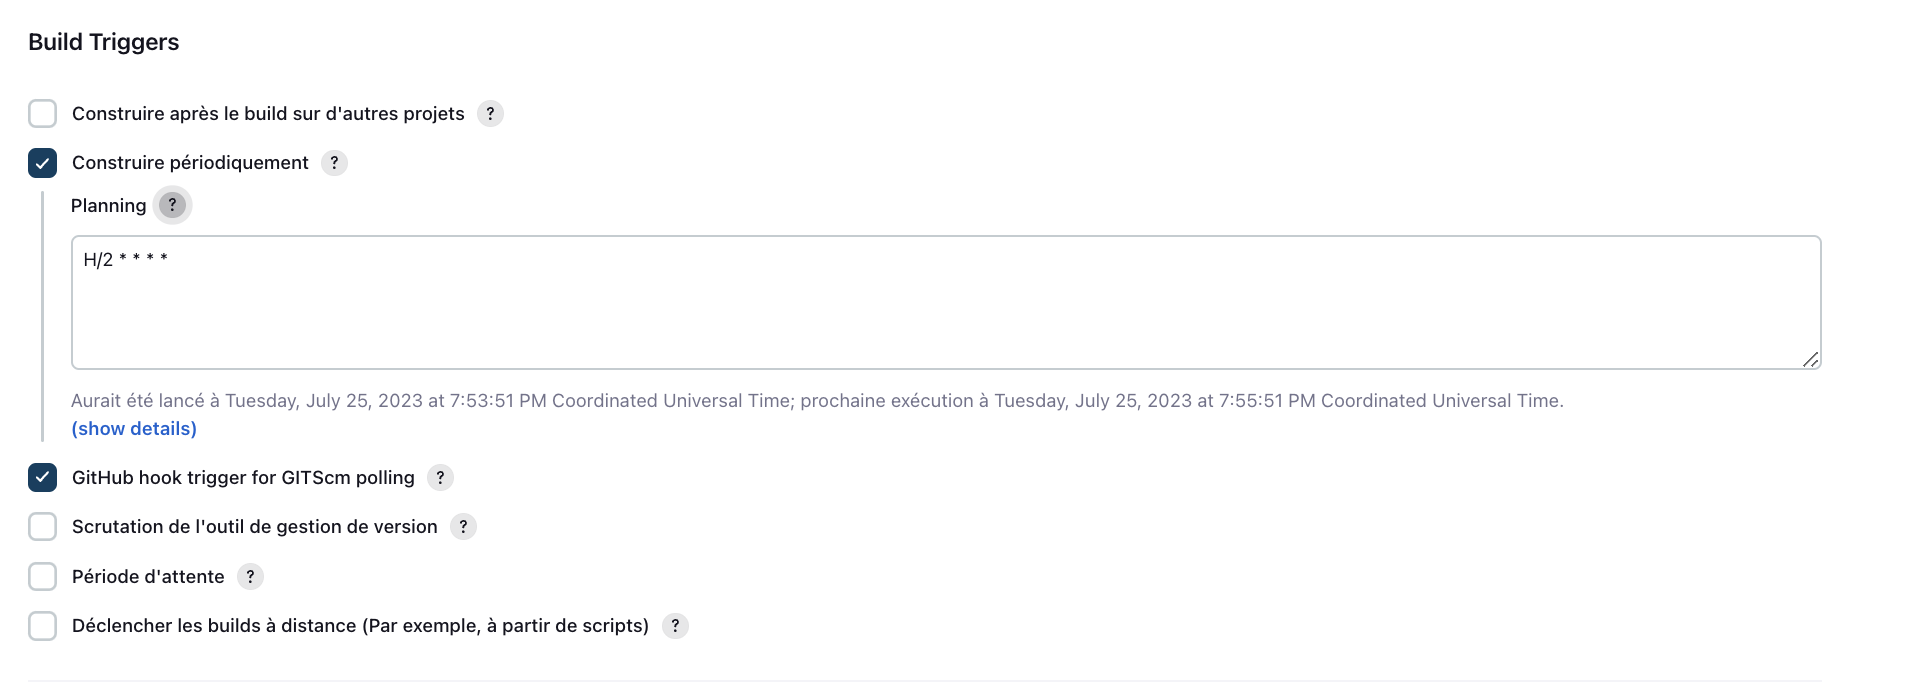 Build Triggers
Construire après le build sur d'autres projets ?
Construire périodiquement ?
Planning ?
H/2 * * * *
Aurait été lancé à Tuesday, July 25, 2023 at 7:53:51 PM Coordinated Universal Time; prochaine exécution à Tuesday, July 25, 2023 at 7:55:51 PM Coordinated Universal Time.
(show details)
GitHub hook trigger for GITScm polling ?
Scrutation de l'outil de gestion de version ?
Période d'attente ?
Déclencher les builds à distance (Par exemple, à partir de scripts) ?